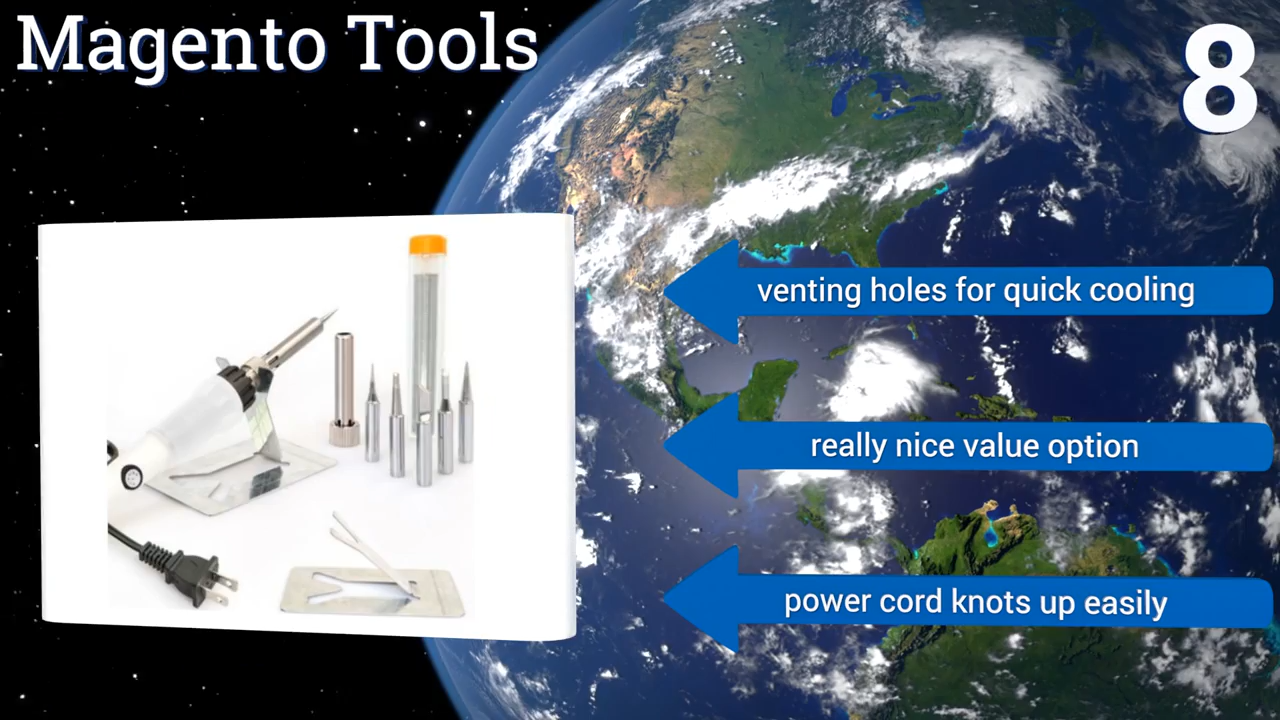 Magento Tools
8
venting holes for quick cooling
really nice value option
power cord knots up easily